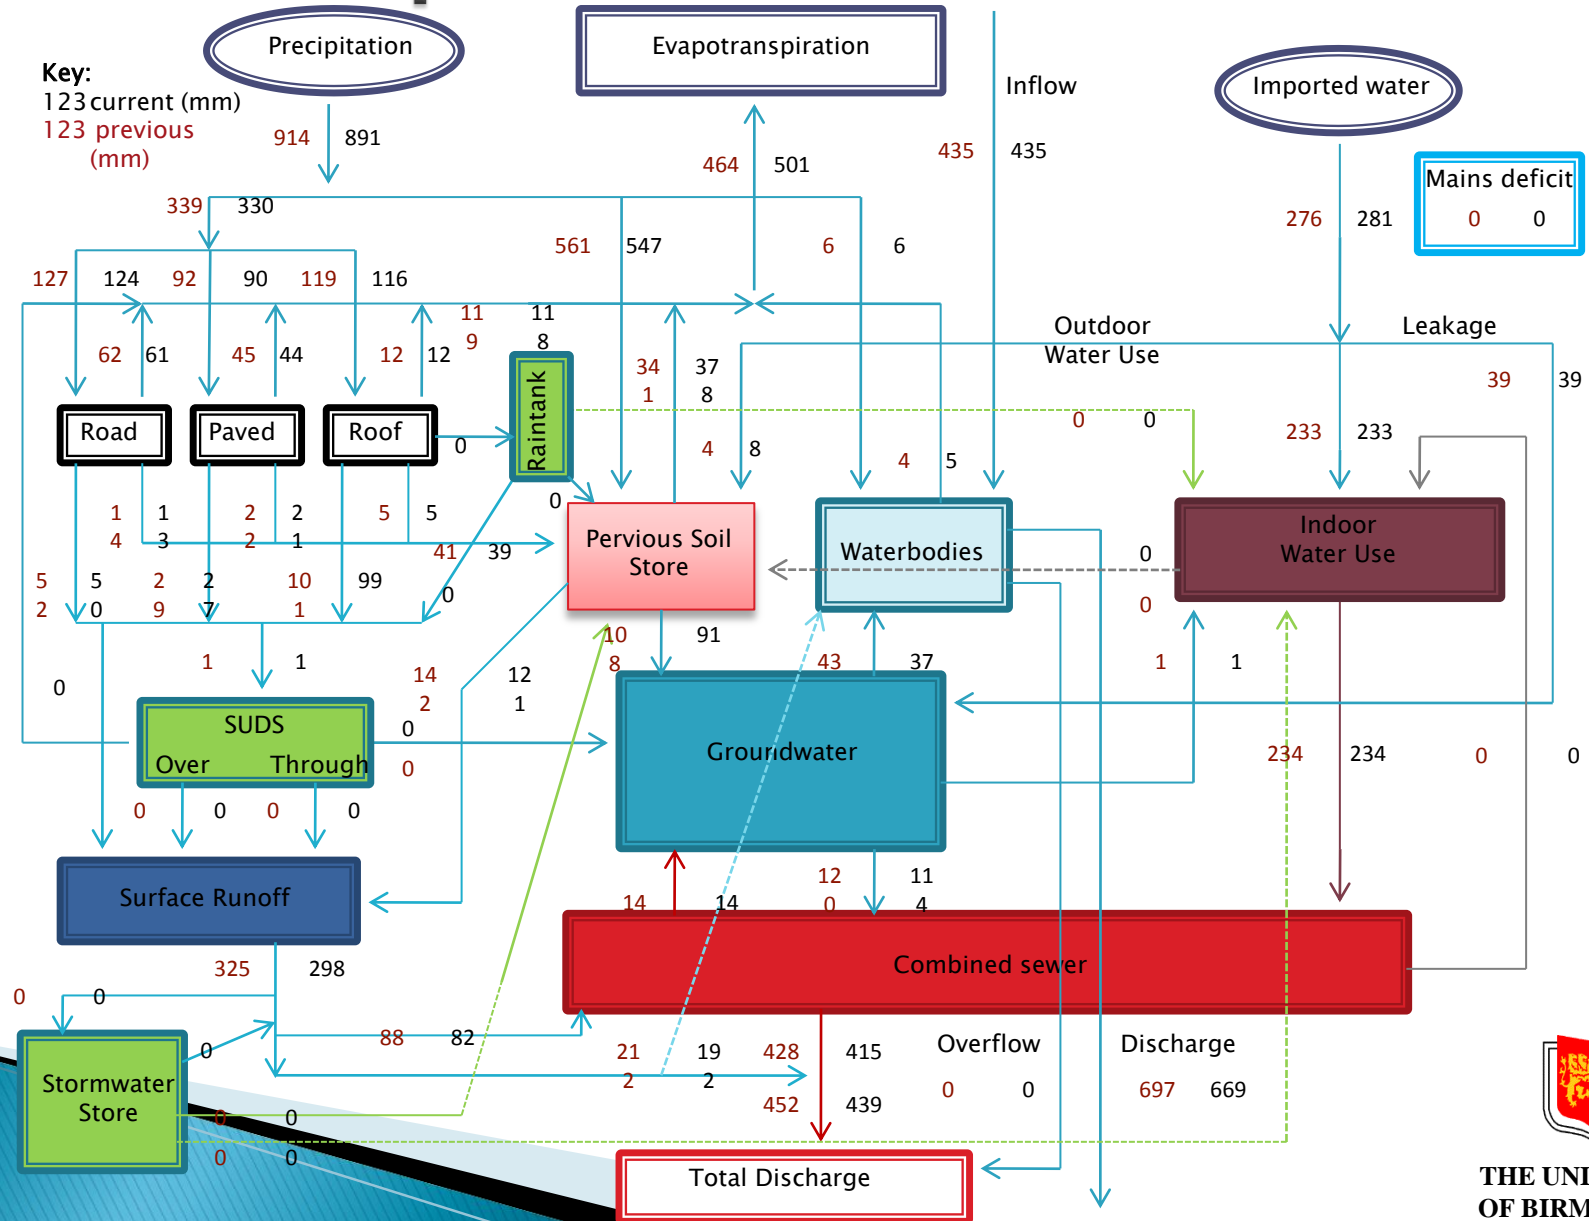 Precipitation
Evapotranspiration
Inflow
Imported water
Key:
123 current (mm)
123 previous
(mm)
914 891
464 501
435 435
Mains deficit
0 0
276 281
339 330
561 547
6 6
127 124 92 90 119 116
11 11
9 8
Outdoor
Water Use
Leakage
62 61 45 44 12 12
34 37
1 8
39 39
Raintank
Road
Paved
Roof
0
0 0
233 233
4 8
4 5
0
1 1 2 2 5 5
4 3 2 1
41 39
Pervious Soil
Store
Waterbodies
Indoor
Water Use
0
0
5 5 2 2 10 99
2 0 9 7 1
0
10 91
8
43 37
1 1
1 1
0
14 12
2 1
SUDS
Over Through
0
0
Groundwater
234 234
0 0
0 0 0 0
Surface Runoff
14 14
12 11
0 4
Combined sewer
325 298
0 0
88 82
0
21 19
2 2
428 415
452 439
Overflow
0 0
Discharge
697 669
Stormwater
Store
0 0
0 0
Total Discharge
THE UNI
OF BIRM